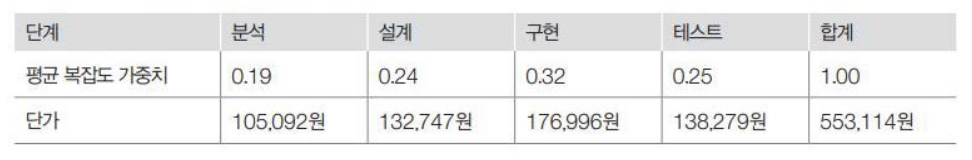 단계 분석 설계 구현 테스트 합계
평균 복잡도 가중치 0.19 0.24 0.32 0.25 1.00
단가 105,092원 132,747원 176,996원 138,279원 553,114원